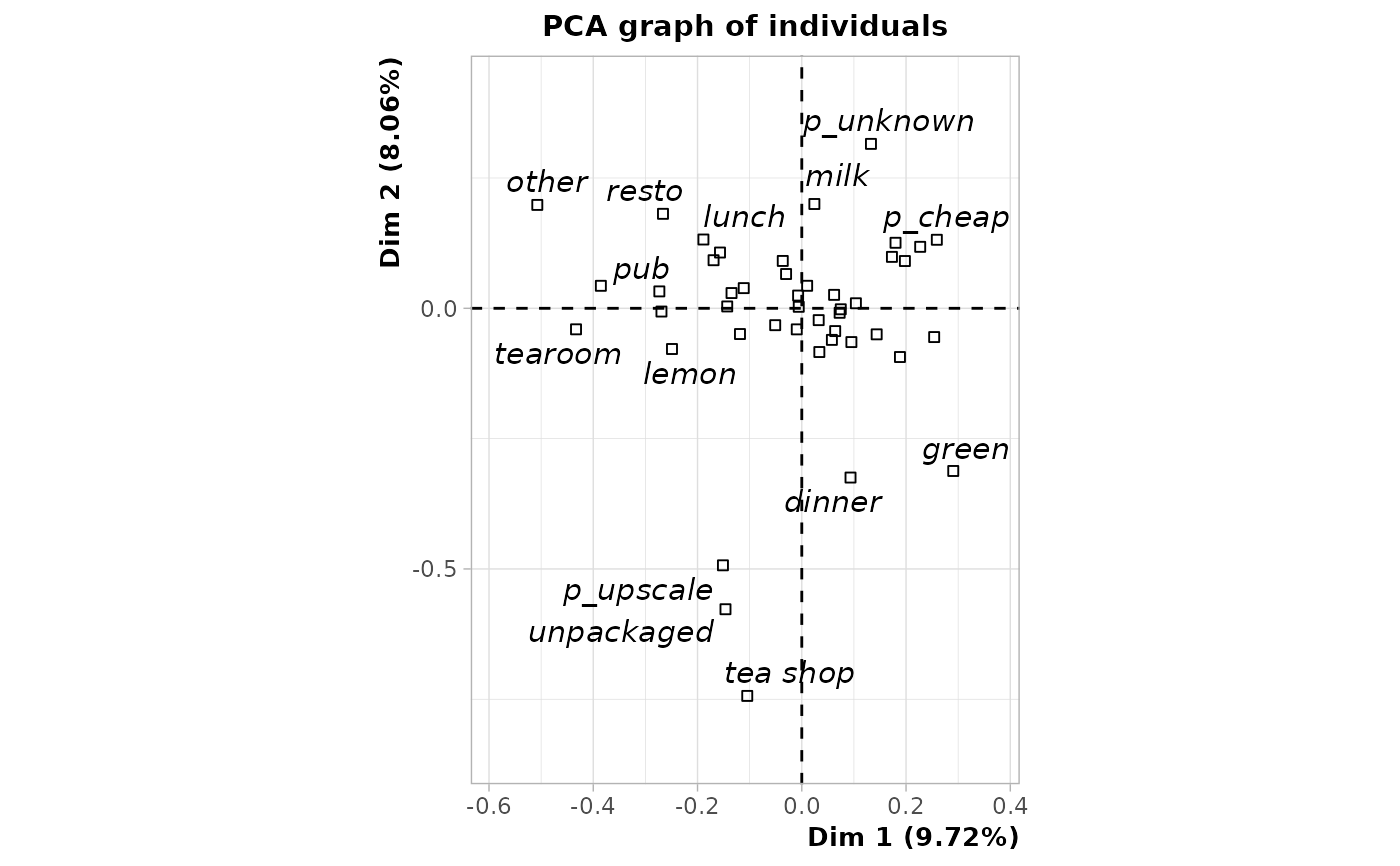 PCA graph of individuals
Dim 2 (8.06%)
p_unknown
milk
other
resto
lunch
p_cheap
pub
0.0
tearoom
lemon
green
dinner
-0.5
p_upscale
unpackaged
tea shop
-0.6
-0.4
-0.2
0.0
0.2
0.4
Dim 1 (9.72%)